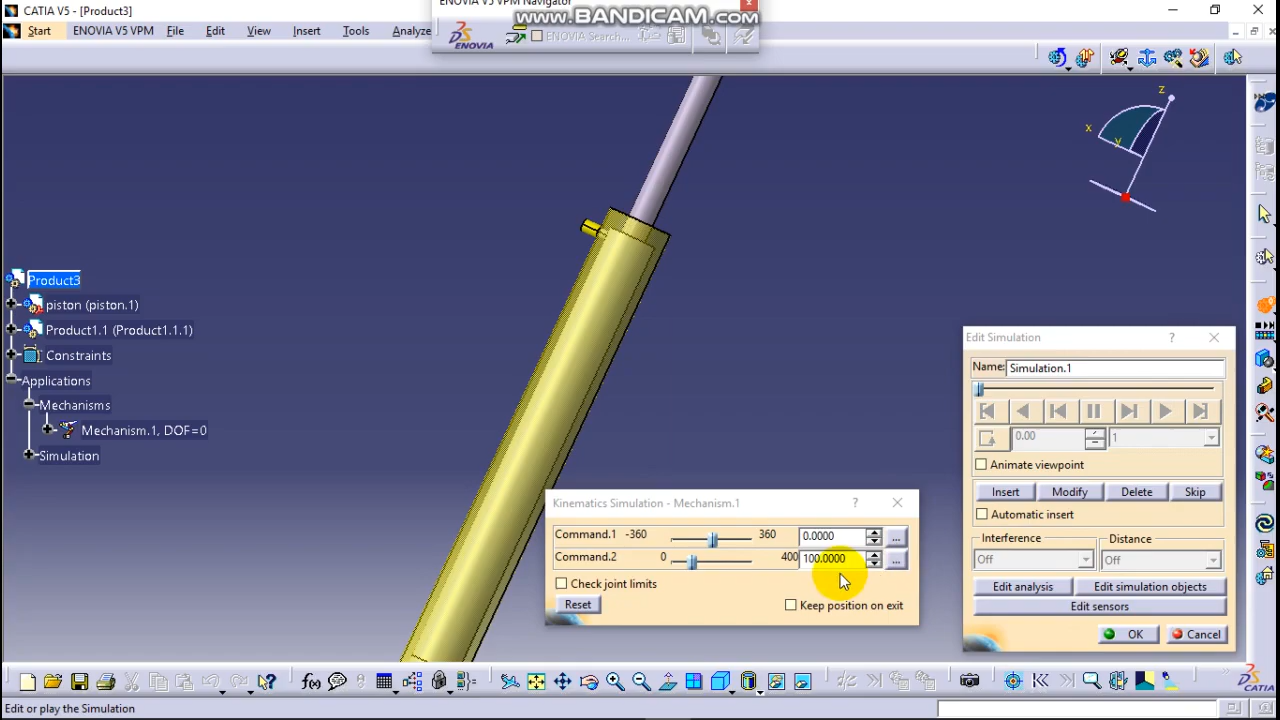 CATIA V5 - [Product3]
ENOVIA V5 VPM Navigator
www.BANDICAM.com
Start ENOVIA V5 VPM File Edit View Insert Tools Analyze
ENOVIA
ENOVIA Search...
z
x
y
Product3
piston (piston.1)
Product1.1 (Product1.1.1)
Constraints
Applications
Mechanisms
Mechanism.1, DOF=0
Simulation
Edit Simulation ?
Name: Simulation.1
0.00 1
Animate viewpoint
Insert Modify Delete Skip
Automatic insert
Interference Distance
Off Off
Edit analysis Edit simulation objects
Edit sensors
OK Cancel
Kinematics Simulation - Mechanism.1 ?
Command.1 -360 360 0.0000 ...
Command.2 0 400 100.0000 ...
Check joint limits
Reset Keep position on exit
f(x)
CATIA
Edit or play the Simulation